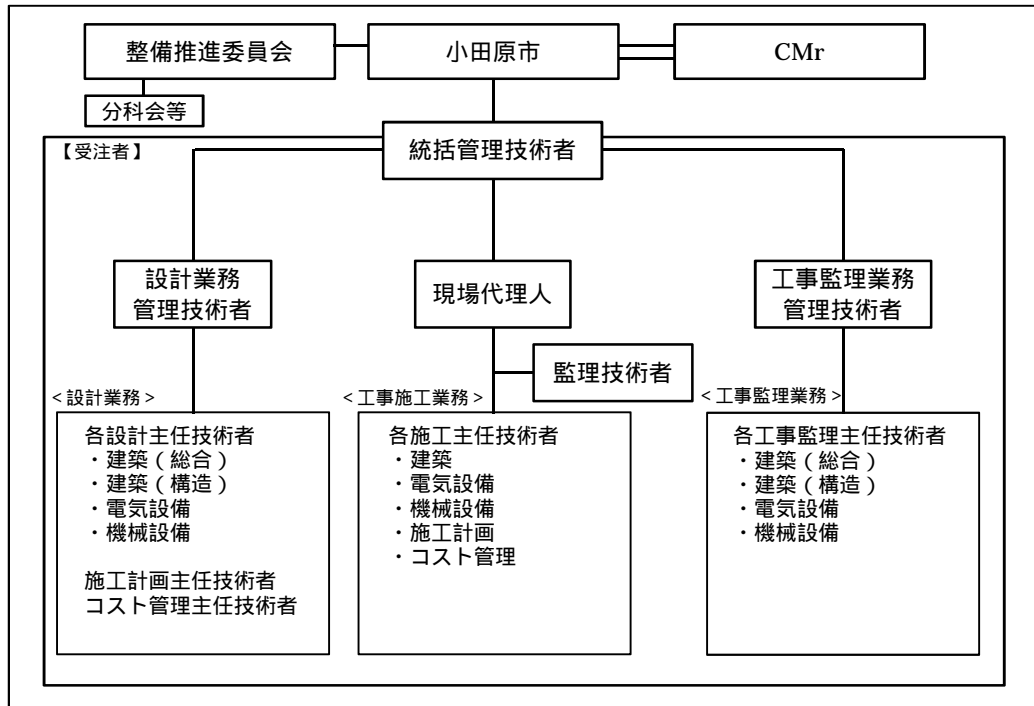 整備推進委員会
小田原市
CMr
分科会等
統括管理技術者
【受注者】
設計業務
管理技術者
現場代理人
工事監理業務
管理技術者
監理技術者
<設計業務>
各設計主任技術者
・建築(総合)
・建築(構造)
・電気設備
・機械設備
施工計画主任技術者
コスト管理主任技術者
<工事施工業務>
各施工主任技術者
・建築
・電気設備
・機械設備
・施工計画
・コスト管理
<工事監理業務>
各工事監理主任技術者
・建築(総合)
・建築(構造)
・電気設備
・機械設備